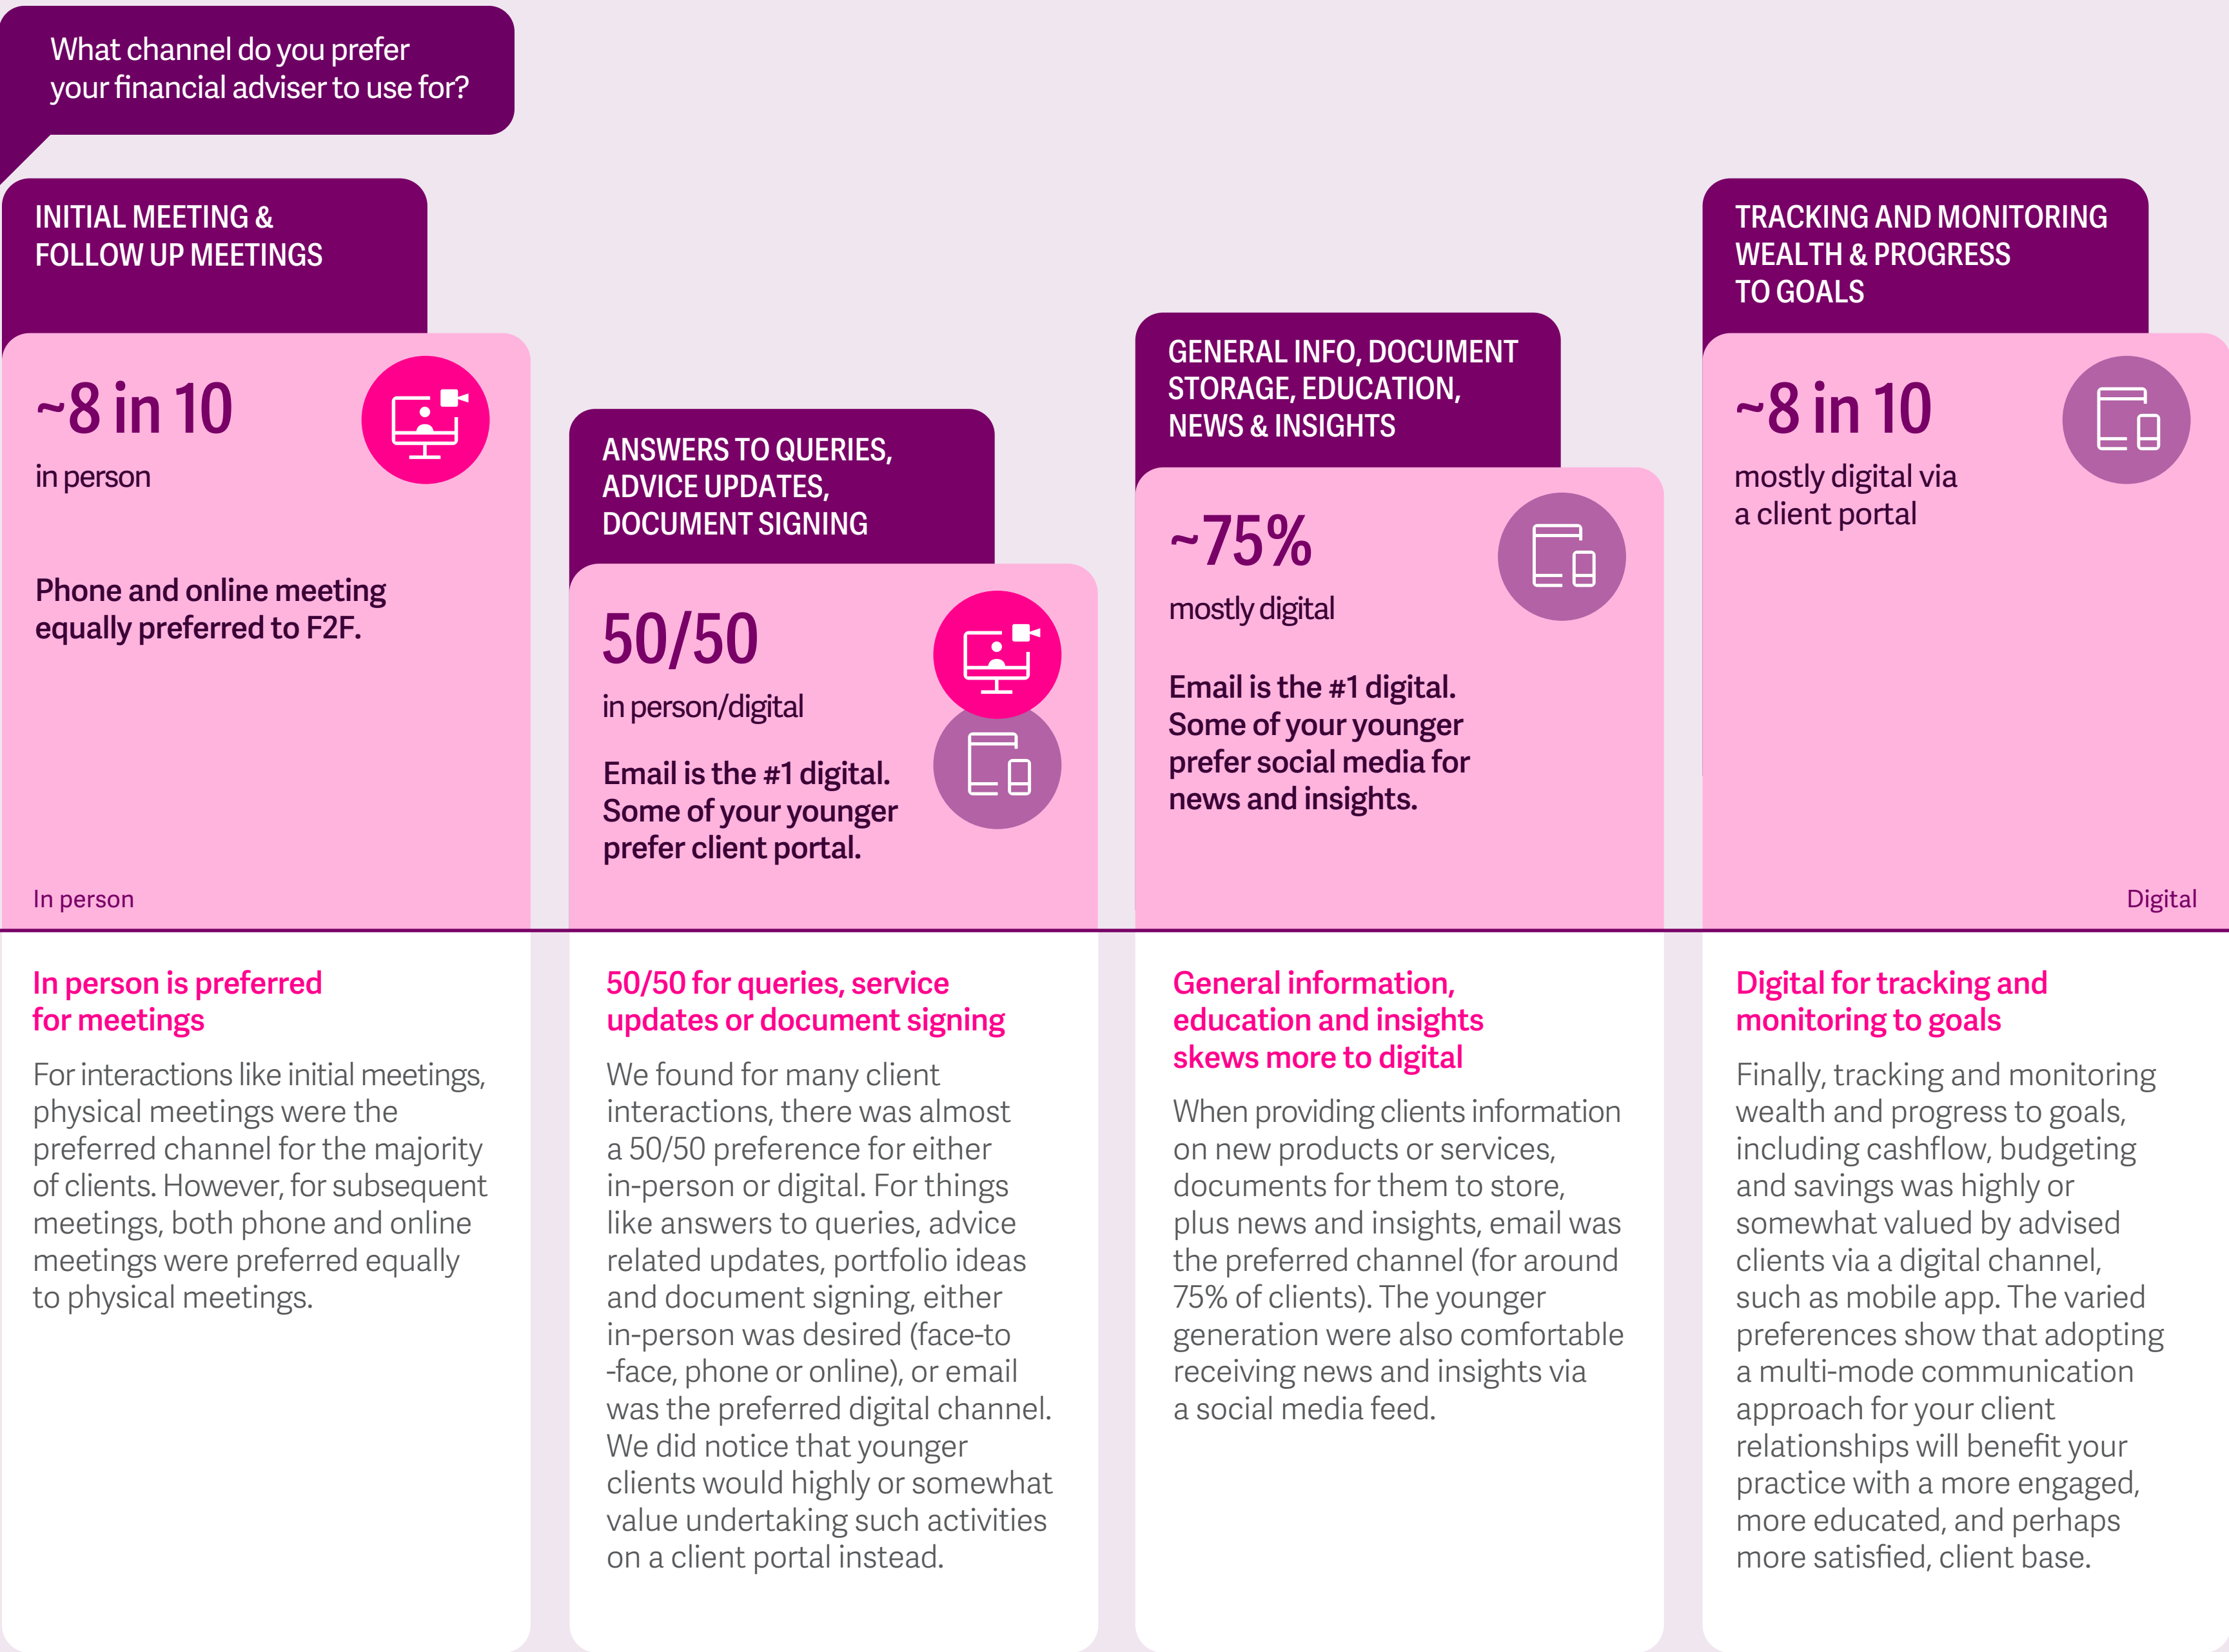 What channel do you prefer
your financial adviser to use for?
INITIAL MEETING &
FOLLOW UP MEETINGS
~8 in 10
in person
Phone and online meeting
equally preferred to F2F.
In person
ANSWERS TO QUERIES,
ADVICE UPDATES,
DOCUMENT SIGNING
50/50
in person/digital
Email is the #1 digital.
Some of your younger
prefer client portal.
GENERAL INFO, DOCUMENT
STORAGE, EDUCATION,
NEWS & INSIGHTS
~75%
mostly digital
Email is the #1 digital.
Some of your younger
prefer social media for
news and insights.
TRACKING AND MONITORING
WEALTH & PROGRESS
TO GOALS
~8 in 10
mostly digital via
a client portal
Digital
In person is preferred
for meetings
For interactions like initial meetings,
physical meetings were the
preferred channel for the majority
of clients. However, for subsequent
meetings, both phone and online
meetings were preferred equally
to physical meetings.
50/50 for queries, service
updates or document signing
We found for many client
interactions, there was almost
a 50/50 preference for either
in-person or digital. For things
like answers to queries, advice
related updates, portfolio ideas
and document signing, either
in-person was desired (face-to
-face, phone or online), or email
was the preferred digital channel.
We did notice that younger
clients would highly or somewhat
value undertaking such activities
on a client portal instead.
General information,
education and insights
skews more to digital
When providing clients information
on new products or services,
documents for them to store,
plus news and insights, email was
the preferred channel (for around
75% of clients). The younger
generation were also comfortable
receiving news and insights via
a social media feed.
Digital for tracking and
monitoring to goals
Finally, tracking and monitoring
wealth and progress to goals,
including cashflow, budgeting
and savings was highly or
somewhat valued by advised
clients via a digital channel,
such as mobile app. The varied
preferences show that adopting
a multi-mode communication
approach for your client
relationships will benefit your
practice with a more engaged,
more educated, and perhaps
more satisfied, client base.